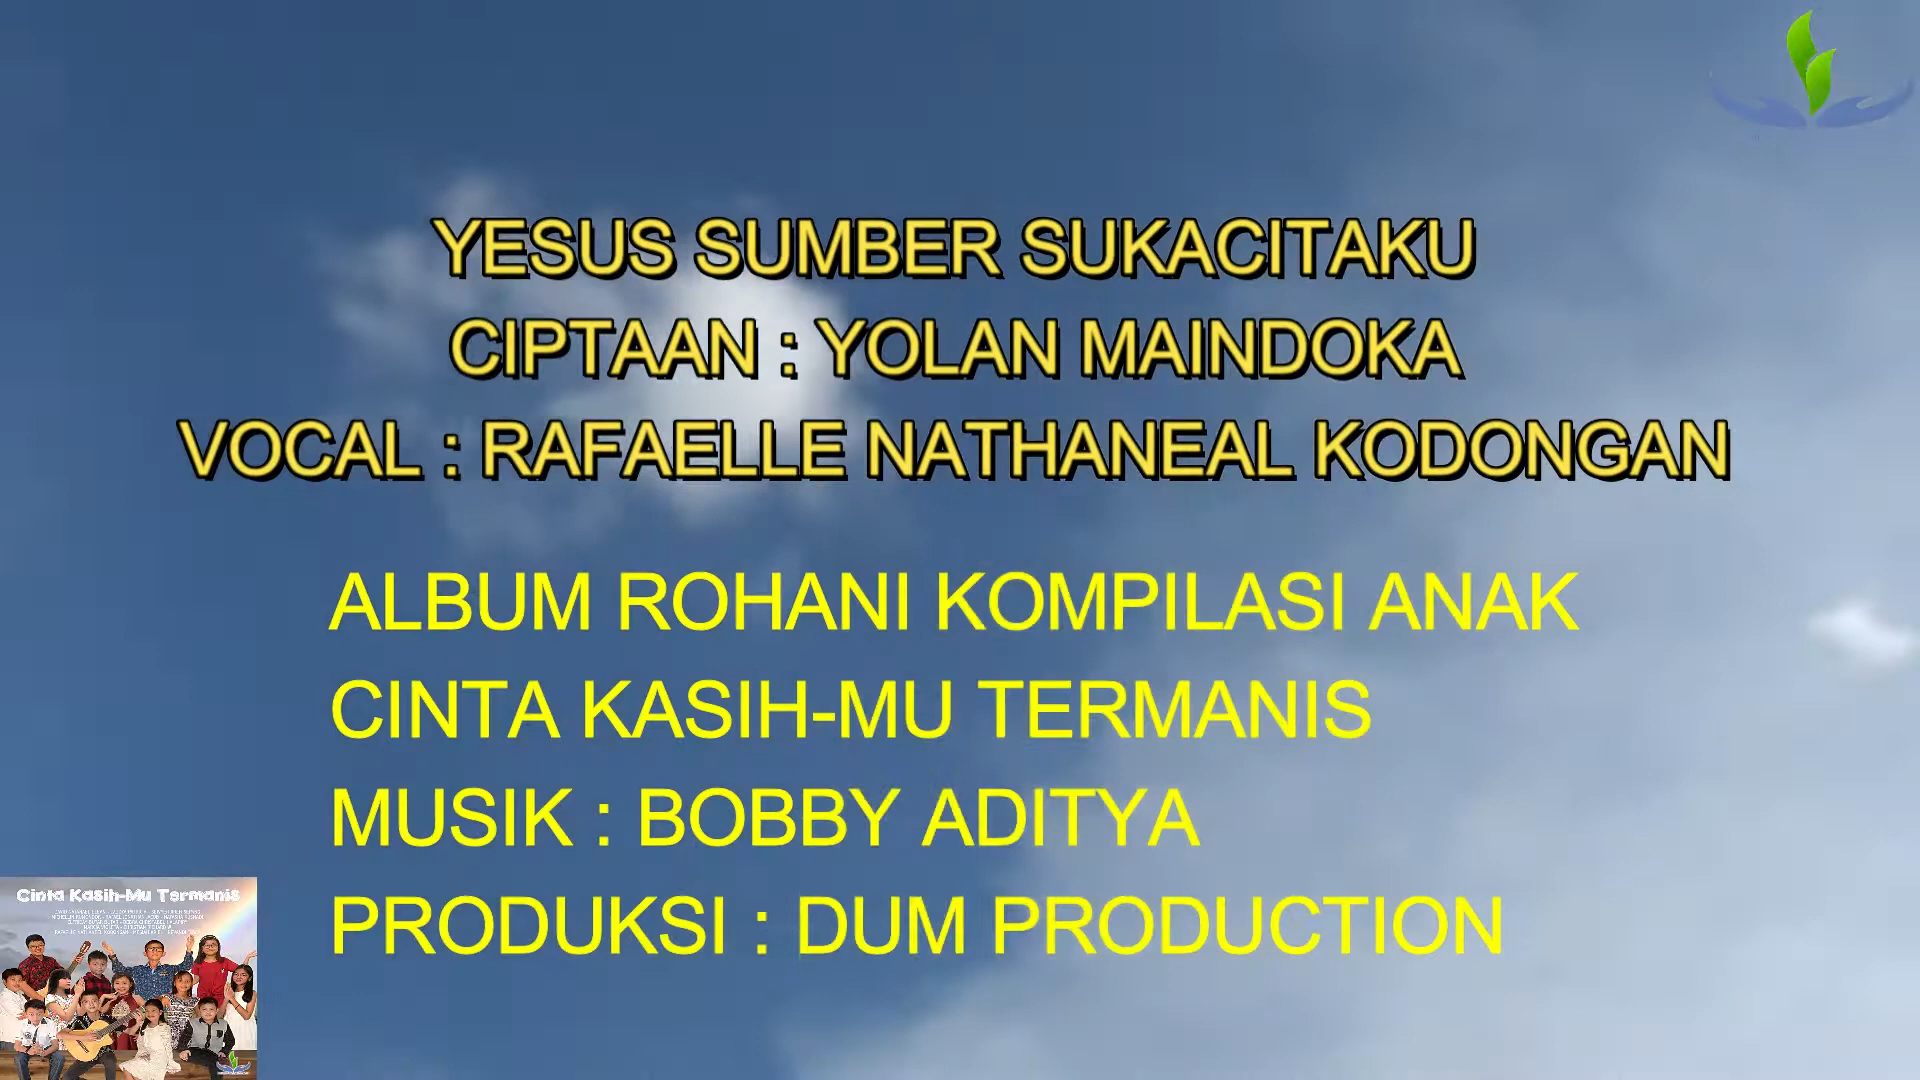 YESUS SUMBER SUKACITAKU
CIPTAAN : YOLAN MAINDOKA
VOCAL : RAFAELLE NATHANEAL KODONGAN
ALBUM ROHANI KOMPILASI ANAK
CINTA KASIH-MU TERMANIS
MUSIK : BOBBY ADITYA
PRODUKSI : DUM PRODUCTION
Cinta Kasih-Mu Termanis